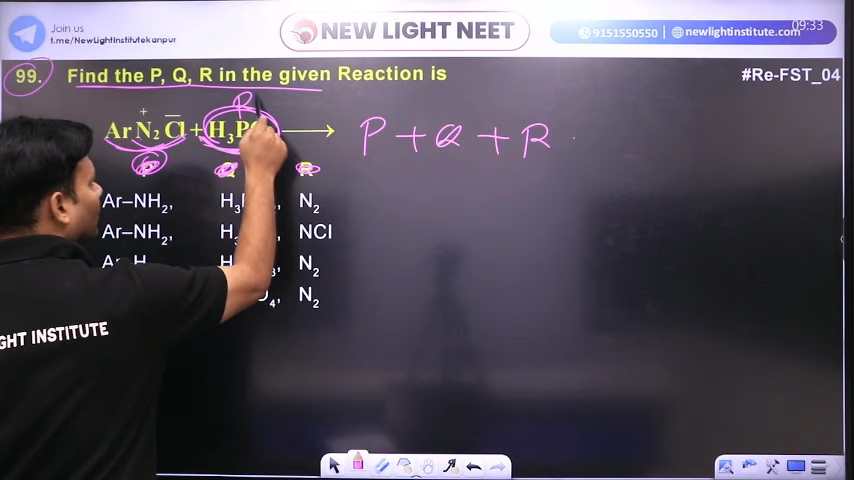 Join us
t.me/NewLightInstitutekanpur
NEW LIGHT NEET
9151550550
newlightinstitute.com
09:33
99. Find the P, Q, R in the given Reaction is
#Re-FST_04
R
Ar N₂⁺ Cl⁻ + H₃P
P + Q + R
Ar–NH₂, N₂
Ar–NH₂, NCl
N₂
₄, N₂
GHT INSTITUTE